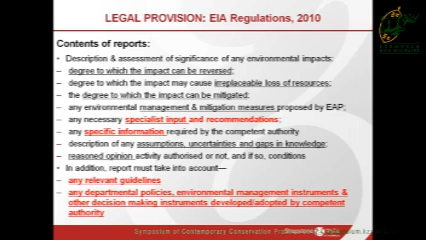 LEGAL PROVISION: EIA Regulations, 2010
Contents of reports:
• Description & assessment of significance of any environmental impacts:
– degree to which the impact can be reversed;
– degree to which the impact may cause irreplaceable loss of resources;
– the degree to which the impact can be mitigated;
– any environmental management & mitigation measures proposed by EAP;
– any necessary specialist input and recommendations;
– any specific information required by the competent authority
– description of any assumptions, uncertainties and gaps in knowledge;
– reasoned opinion activity authorised or not, and if so, conditions
• In addition, report must take into account—
– any relevant guidelines
– any departmental policies, environmental management instruments &
other decision making instruments developed/adopted by competent
authority
Symposium of Contemporary Conservation